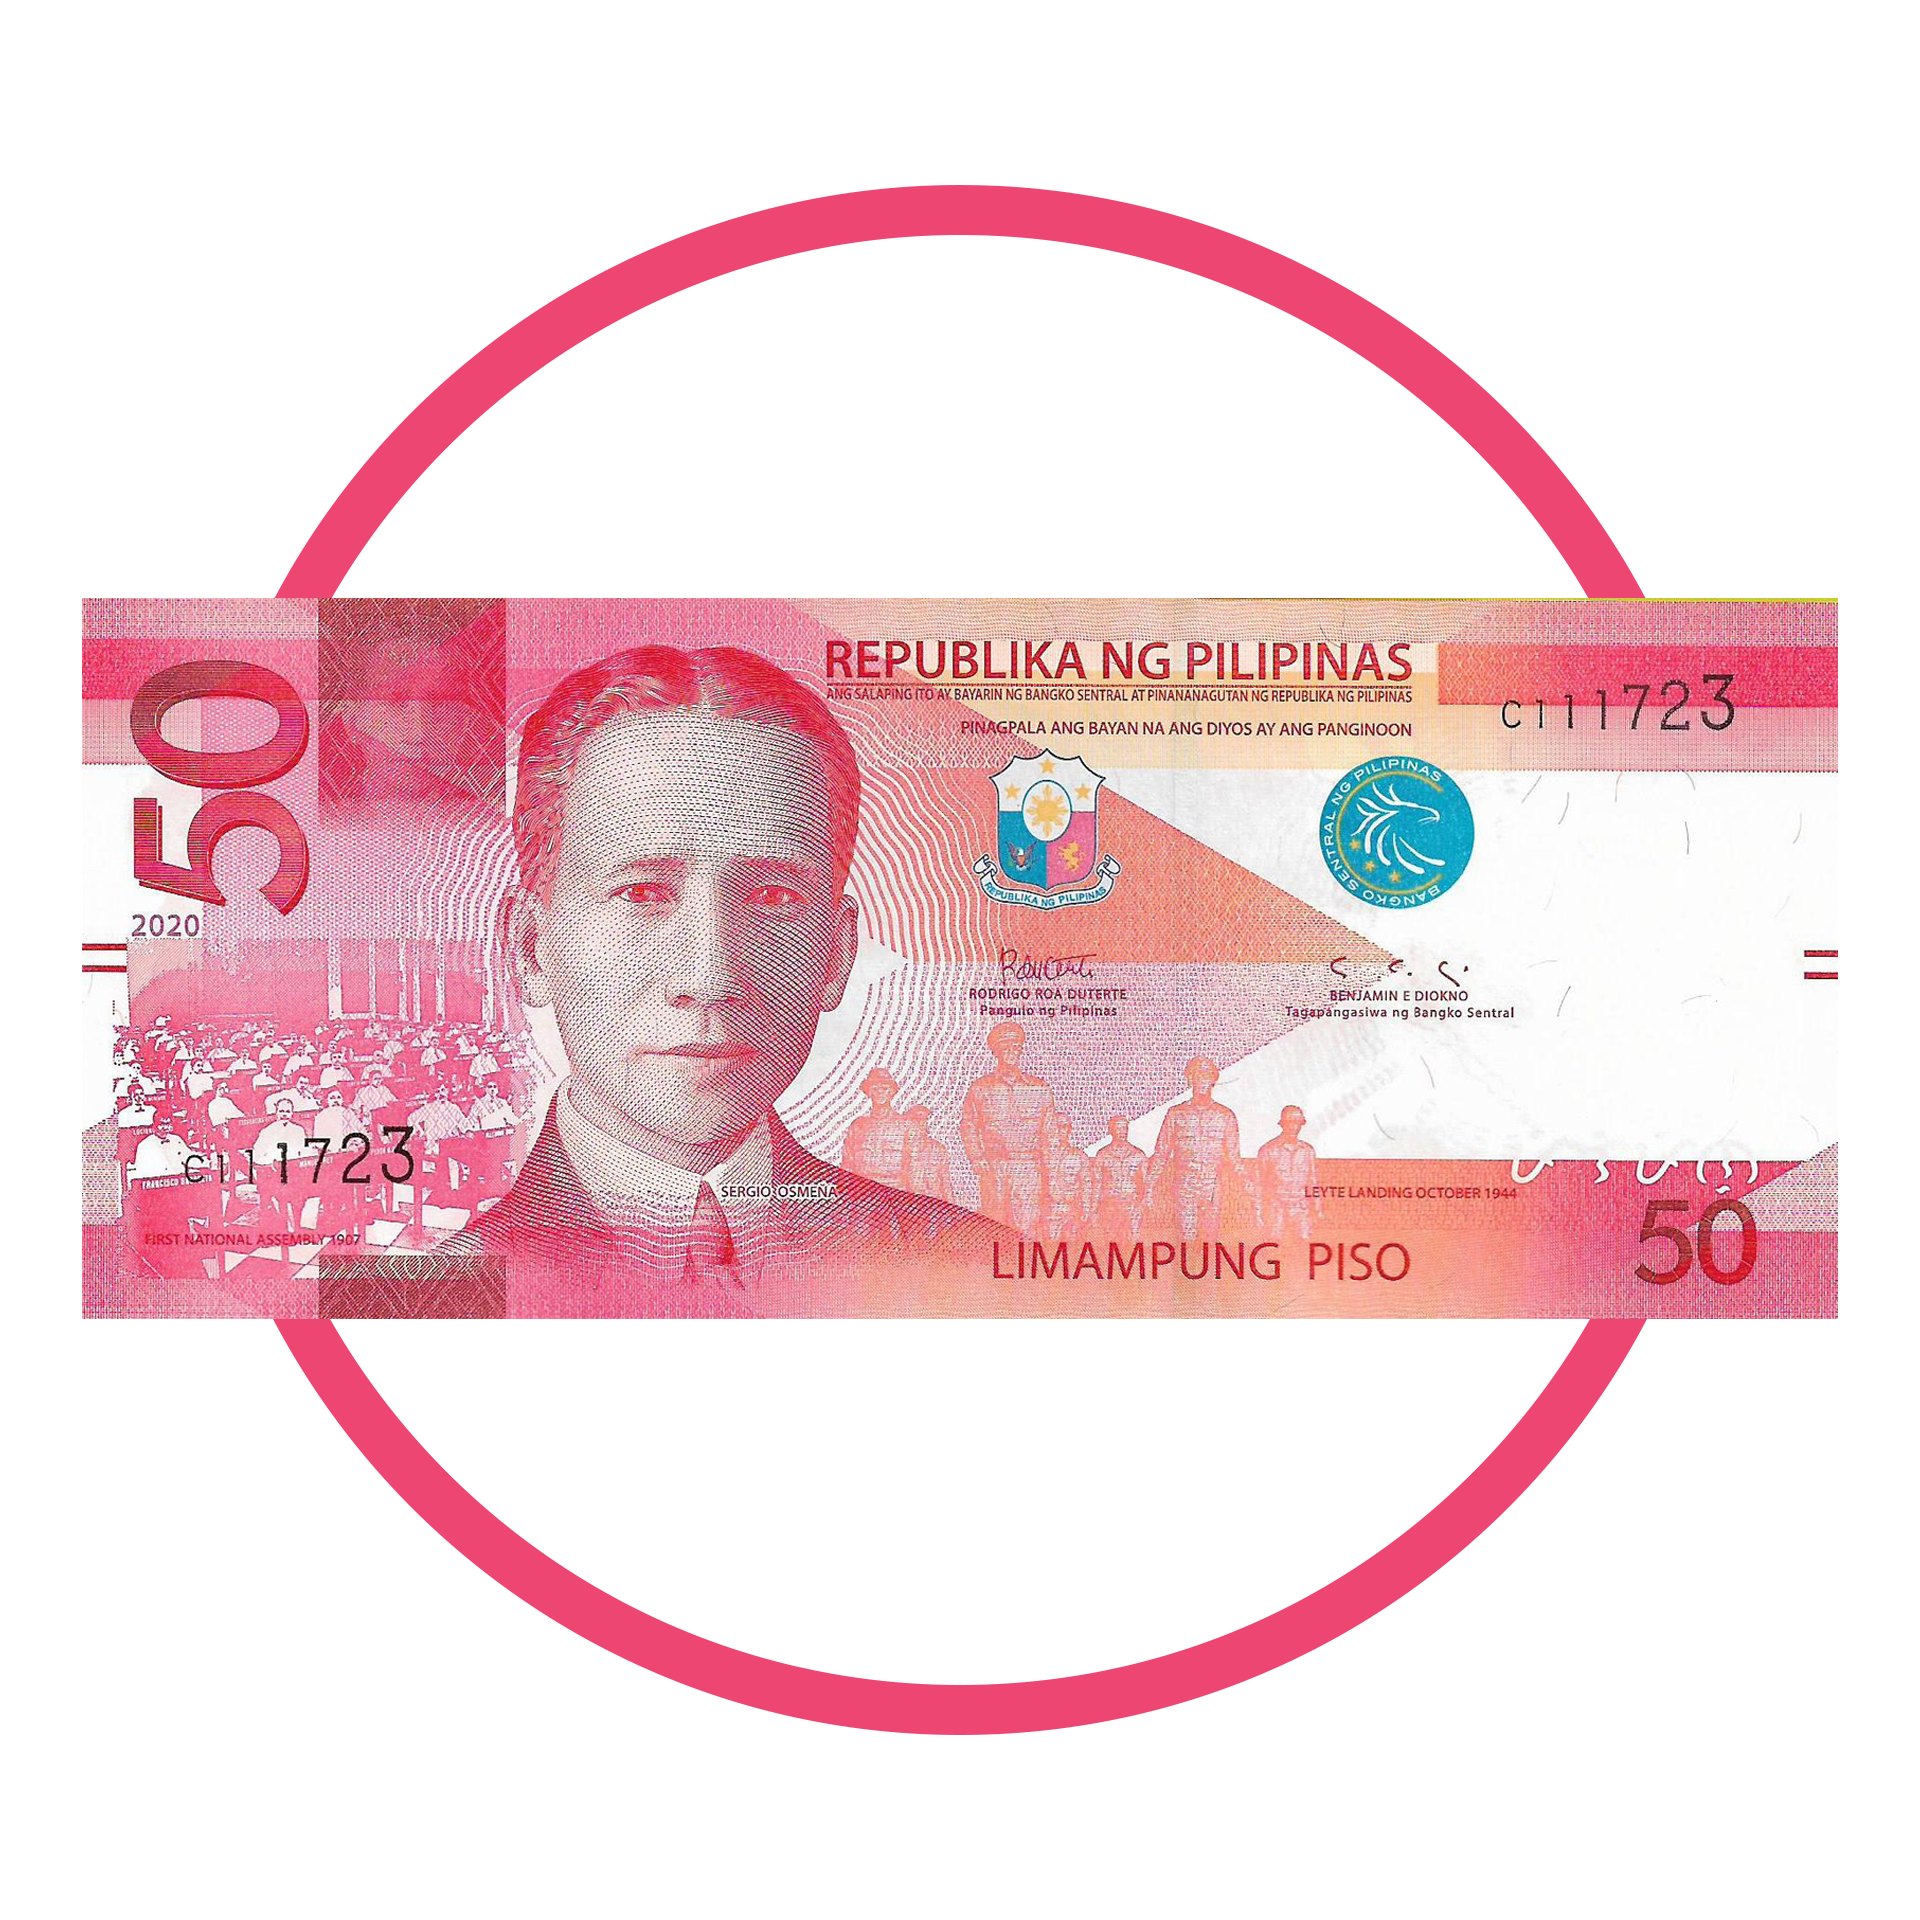 REPUBLIKA NG PILIPINAS
ANG SALAPING ITO AY BAYARIN NG BANGKO SENTRAL AT PINANANAGUTAN NG REPUBLIKA NG PILIPINAS
PINAGPALA ANG BAYAN NA ANG DIYOS AY ANG PANGINOON
C111723
50
2020
REPUBLIKA NG PILIPINAS
BANGKO SENTRAL NG PILIPINAS
RODRIGO ROA DUTERTE
Pangulo ng Pilipinas
BENJAMIN E DIOKNO
Tagapangasiwa ng Bangko Sentral
C111723
SERGIO OSMEÑA
LEYTE LANDING OCTOBER 1944
FIRST NATIONAL ASSEMBLY 1907
LIMAMPUNG PISO
50